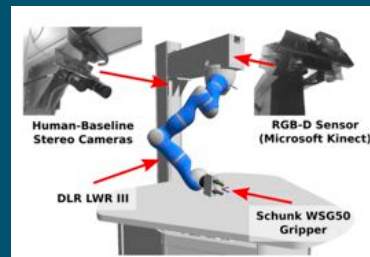 Human-Baseline
Stereo Cameras
RGB-D Sensor
(Microsoft Kinect)
DLR LWR III
Schunk WSG50
Gripper